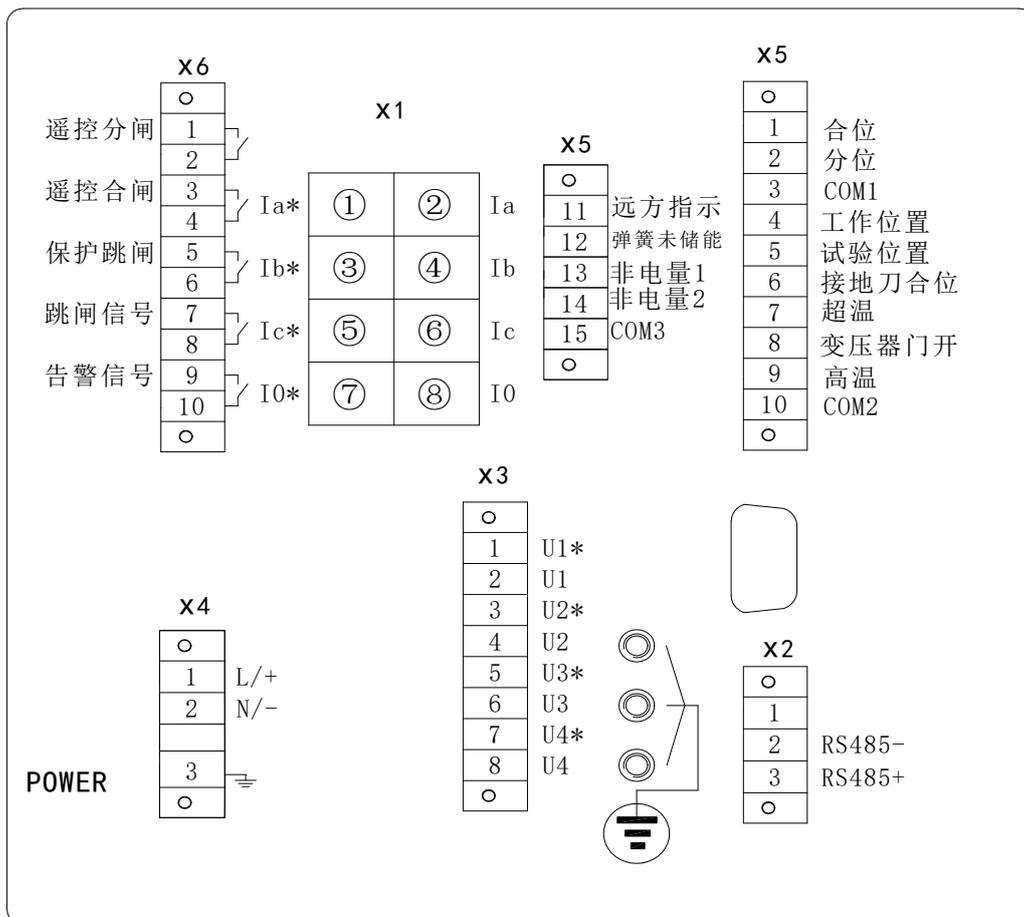 X6
遥控分闸 1
2
遥控合闸 3
4
保护跳闸 5
6
跳闸信号 7
8
告警信号 9
10
X1
Ia* ① ② Ia
Ib* ③ ④ Ib
Ic* ⑤ ⑥ Ic
I0* ⑦ ⑧ I0
X5
11 远方指示
12 弹簧未储能
13 非电量1
14 非电量2
15 COM3
X5
1 合位
2 分位
3 COM1
4 工作位置
5 试验位置
6 接地刀合位
7 超温
8 变压器门开
9 高温
10 COM2
X4
1 L/+
2 N/-
3
POWER
X3
1 U1*
2 U1
3 U2*
4 U2
5 U3*
6 U3
7 U4*
8 U4
X2
1
2 RS485-
3 RS485+